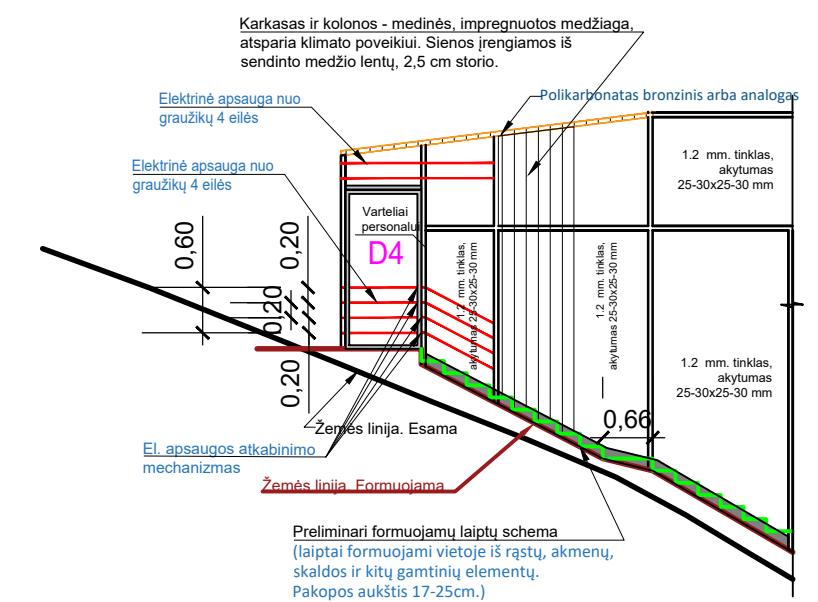 Karkasas ir kolonos - medinės, impregnuotos medžiaga,
atsparia klimato poveikiui. Sienos įrengiamos iš
sendinto medžio lentų, 2,5 cm storio.
Polikarbonatas bronzinis arba analogas
Elektrinė apsauga nuo
graužikų 4 eilės
Elektrinė apsauga nuo
graužikų 4 eilės
1.2 mm. tinklas,
akytumas
25-30x25-30 mm
Varteliai
personalui
D4
0,60
0,20
0,20
0,20
1.2 mm. tinklas,
akytumas 25-30x25-30 mm
1.2 mm. tinklas,
akytumas 25-30x25-30 mm
1.2 mm. tinklas,
akytumas
25-30x25-30 mm
0,66
Žemės linija. Esama
El. apsaugos atkabinimo
mechanizmas
Žemės linija. Formuojama
Preliminari formuojamų laiptų schema
(laiptai formuojami vietoje iš rąstų, akmenų,
skaldos ir kitų gamtinių elementų.
Pakopos aukštis 17-25cm.)